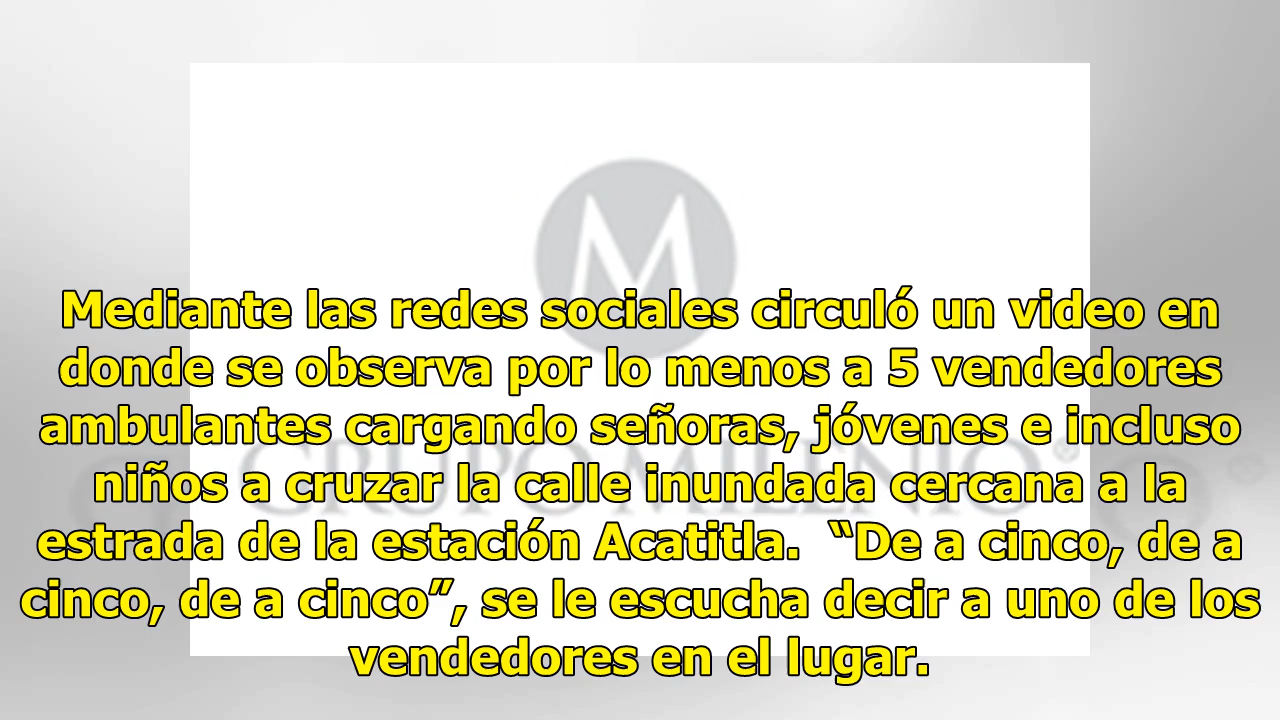 M
Mediante las redes sociales circuló un video en
donde se observa por lo menos a 5 vendedores
ambulantes cargando señoras, jóvenes e incluso
GRUPO MILENIO®
niños a cruzar la calle inundada cercana a la
estrada de la estación Acatitla.  “De a cinco, de a
cinco, de a cinco”, se le escucha decir a uno de los
vendedores en el lugar.